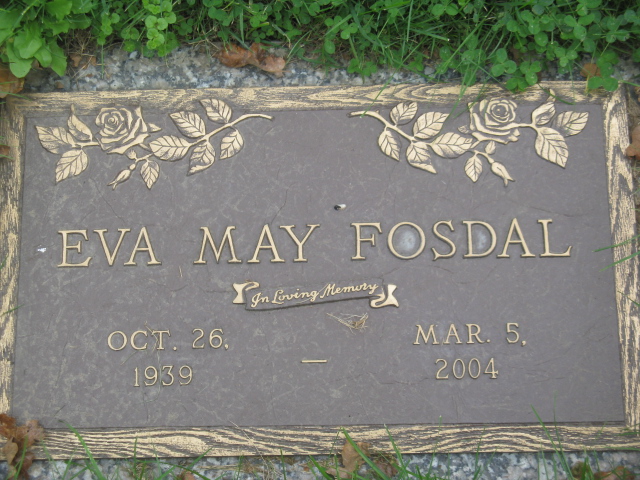 EVA MAY FOSDAL
In Loving Memory
OCT. 26, 1939
—
MAR. 5, 2004